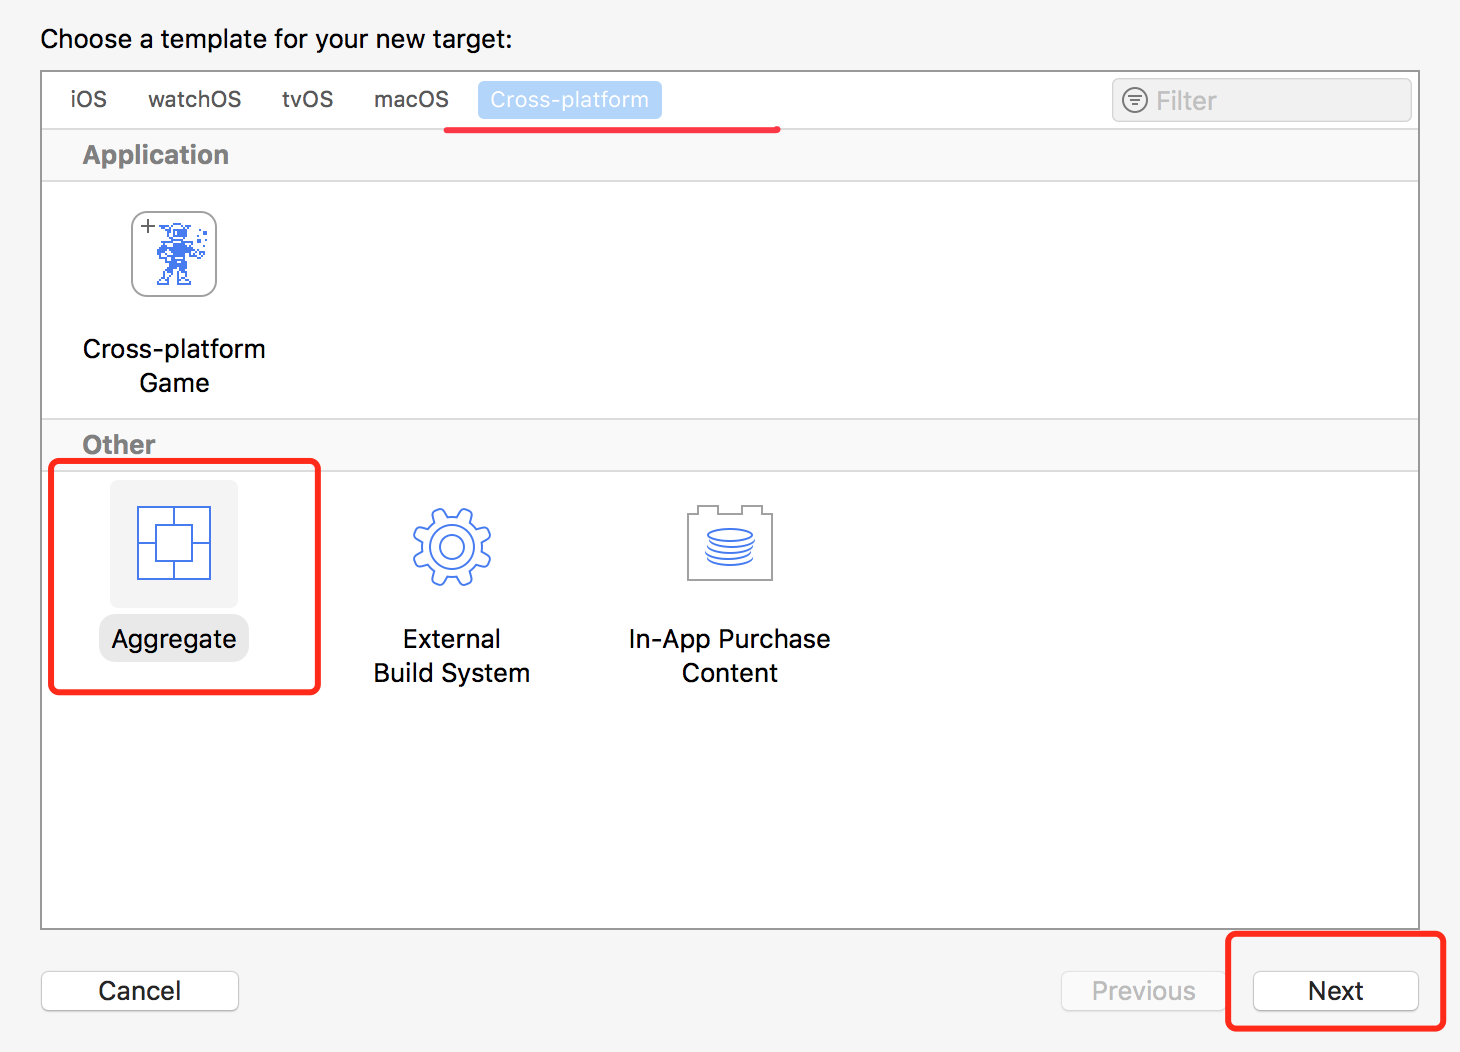 Choose a template for your new target:
iOS watchOS tvOS macOS Cross-platform Filter
Application
Cross-platform
Game
Other
Aggregate
External
Build System
In-App Purchase
Content
Cancel Previous Next